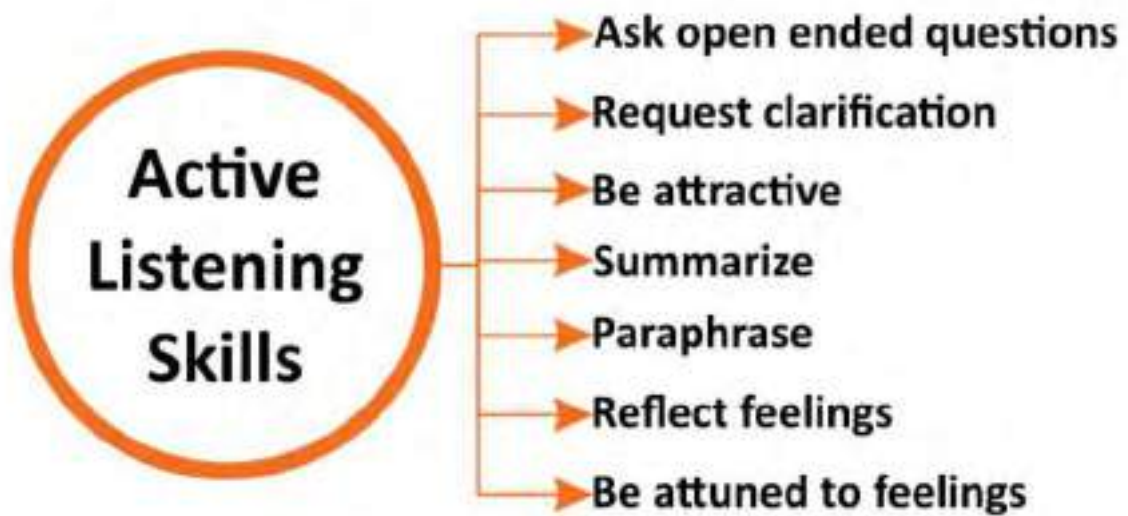 Active
Listening
Skills
Ask open ended questions
Request clarification
Be attractive
Summarize
Paraphrase
Reflect feelings
Be attuned to feelings